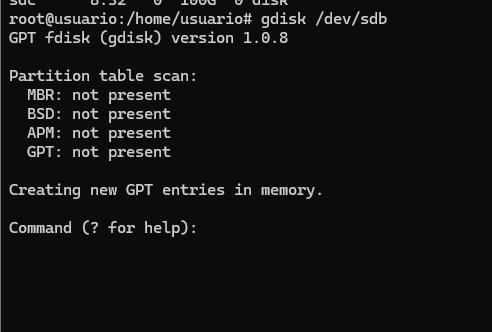 sdc 8:32 0 100G 0 disk
root@usuario:/home/usuario# gdisk /dev/sdb
GPT fdisk (gdisk) version 1.0.8
Partition table scan:
MBR: not present
BSD: not present
APM: not present
GPT: not present
Creating new GPT entries in memory.
Command (? for help):